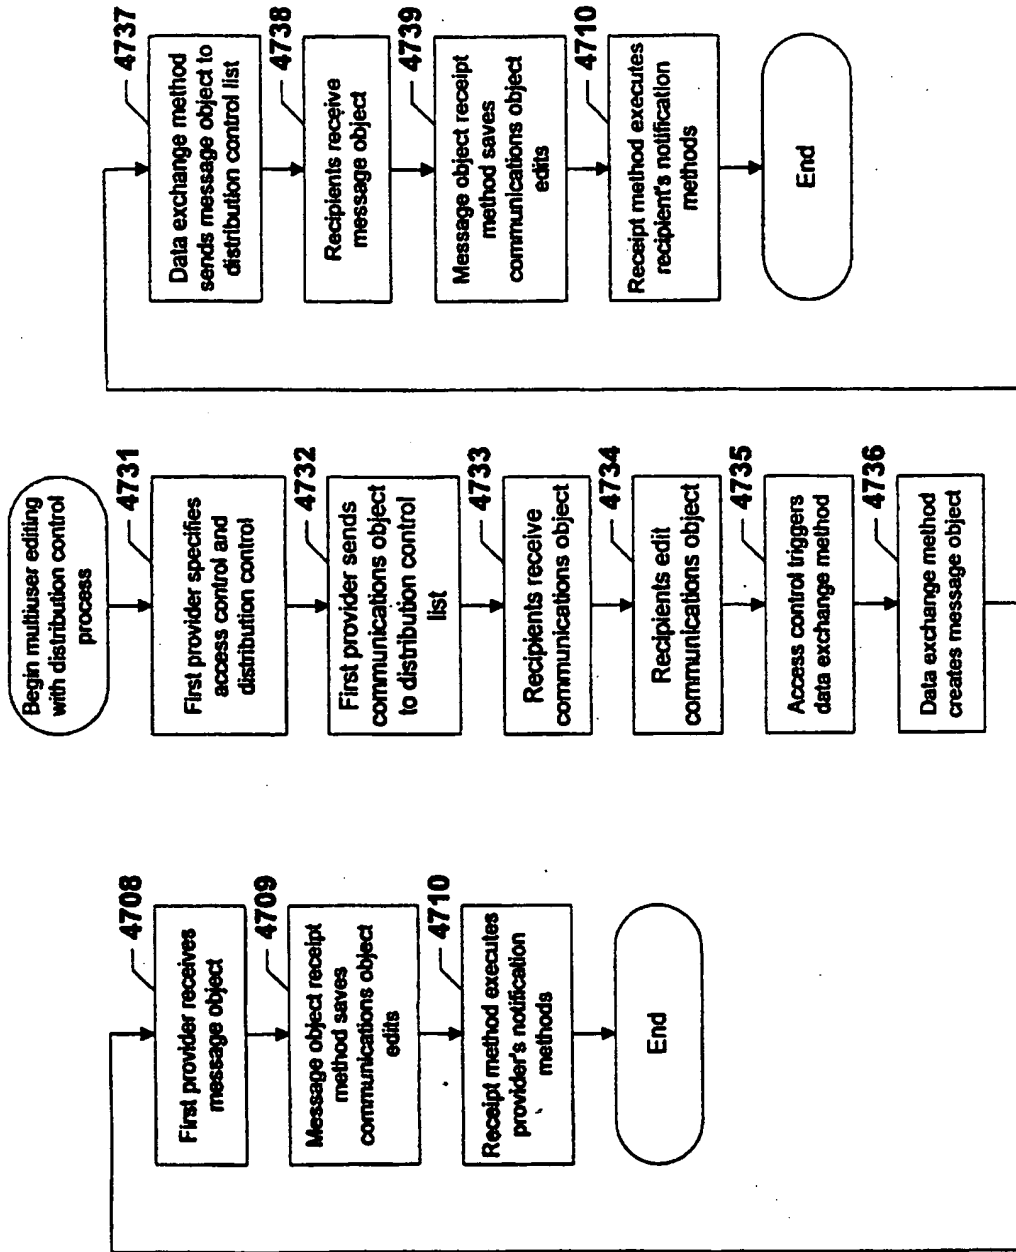 4708
First provider receives
message object
4709
Message object receipt
method saves
communications object
edits
4710
Receipt method executes
provider's notification
methods
End
Begin multiuser editing
with distribution control
process
4731
First provider specifies
access control and
distribution control
4732
First provider sends
communications object
to distribution control
list
4733
Recipients receive
communications object
4734
Recipients edit
communications object
4735
Access control triggers
data exchange method
4736
Data exchange method
creates message object
4737
Data exchange method
sends message object to
distribution control list
4738
Recipients receive
message object
4739
Message object receipt
method saves
communications object
edits
4710
Receipt method executes
recipient's notification
methods
End